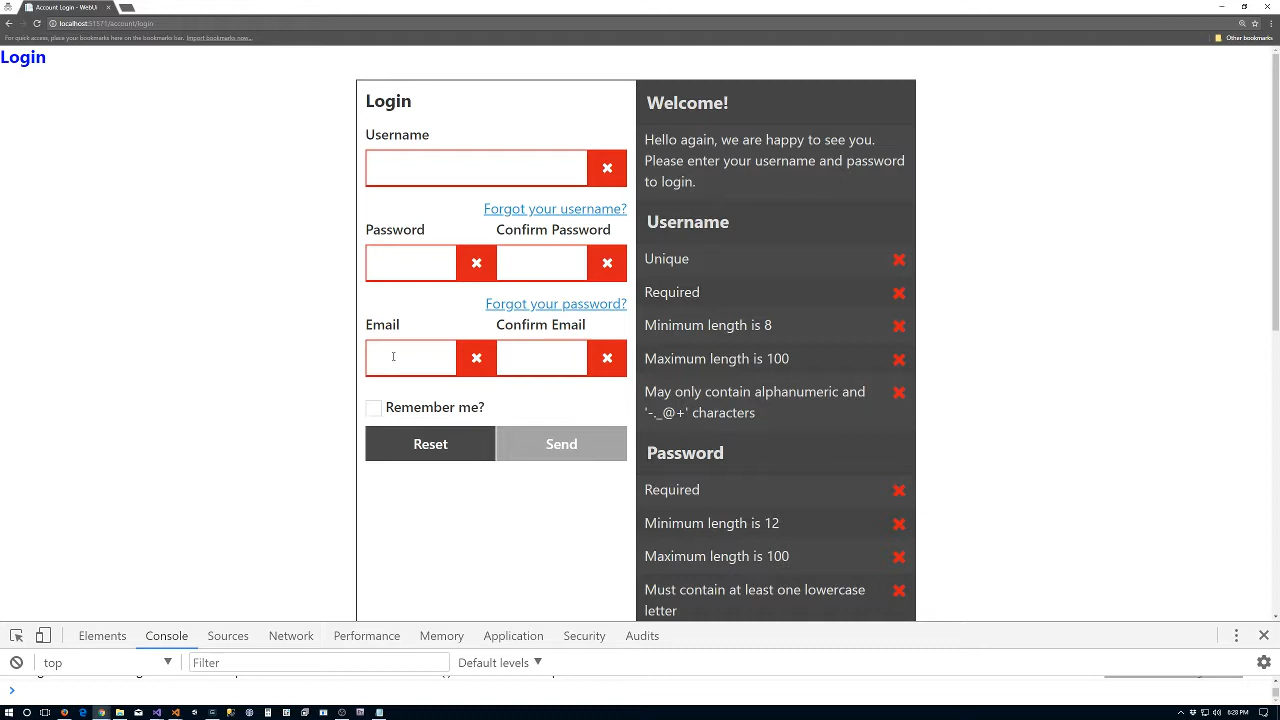 Account Login - WebUi
localhost:51571/account/login
For quick access, place your bookmarks here on the bookmarks bar. Import bookmarks now...
Other bookmarks
Login
Login
Username
Forgot your username?
Password
Confirm Password
Forgot your password?
Email
Confirm Email
Remember me?
Reset
Send
Welcome!
Hello again, we are happy to see you.
Please enter your username and password
to login.
Username
Unique
Required
Minimum length is 8
Maximum length is 100
May only contain alphanumeric and
'-._@+' characters
Password
Required
Minimum length is 12
Maximum length is 100
Must contain at least one lowercase
letter
Elements
Console
Sources
Network
Performance
Memory
Application
Security
Audits
top
Filter
Default levels
6:28 PM